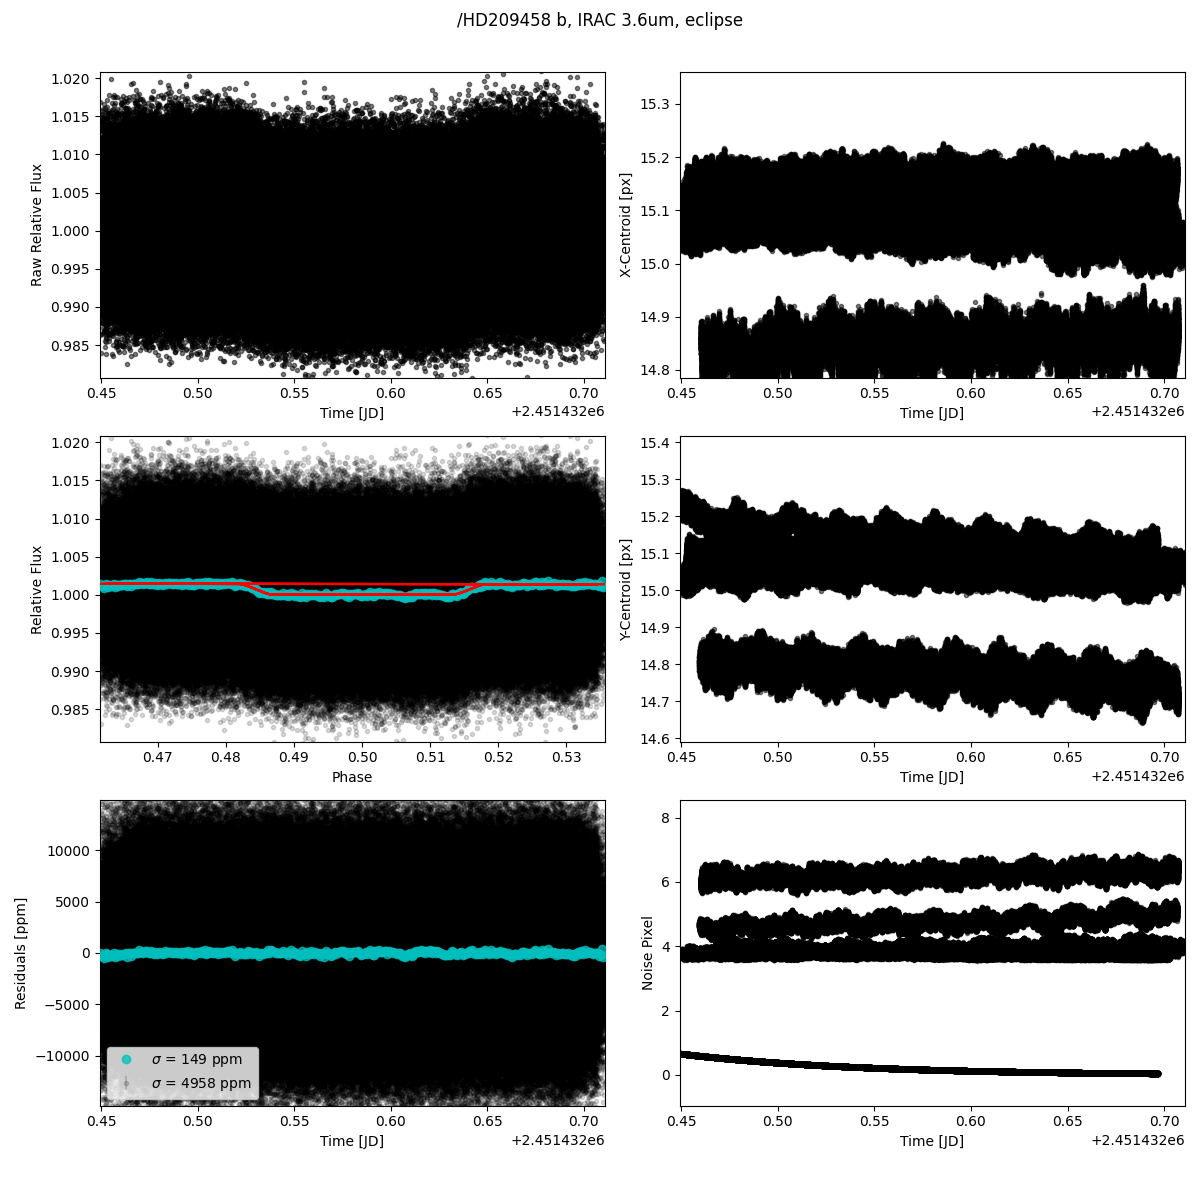 /HD209458 b, IRAC 3.6um, eclipse
1.020
1.015
1.010
1.005
1.000
0.995
0.990
0.985
Raw Relative Flux
0.45 0.50 0.55 0.60 0.65 0.70
Time [JD]
+2.451432e6
15.3
15.2
15.1
15.0
14.9
14.8
X-Centroid [px]
0.45 0.50 0.55 0.60 0.65 0.70
Time [JD]
+2.451432e6
1.020
1.015
1.010
1.005
1.000
0.995
0.990
0.985
Relative Flux
0.47 0.48 0.49 0.50 0.51 0.52 0.53
Phase
15.4
15.3
15.2
15.1
15.0
14.9
14.8
14.7
14.6
Y-Centroid [px]
0.45 0.50 0.55 0.60 0.65 0.70
Time [JD]
+2.451432e6
10000
5000
0
−5000
−10000
Residuals [ppm]
σ = 149 ppm
σ = 4958 ppm
0.45 0.50 0.55 0.60 0.65 0.70
Time [JD]
+2.451432e6
8
6
4
2
0
Noise Pixel
0.45 0.50 0.55 0.60 0.65 0.70
Time [JD]
+2.451432e6